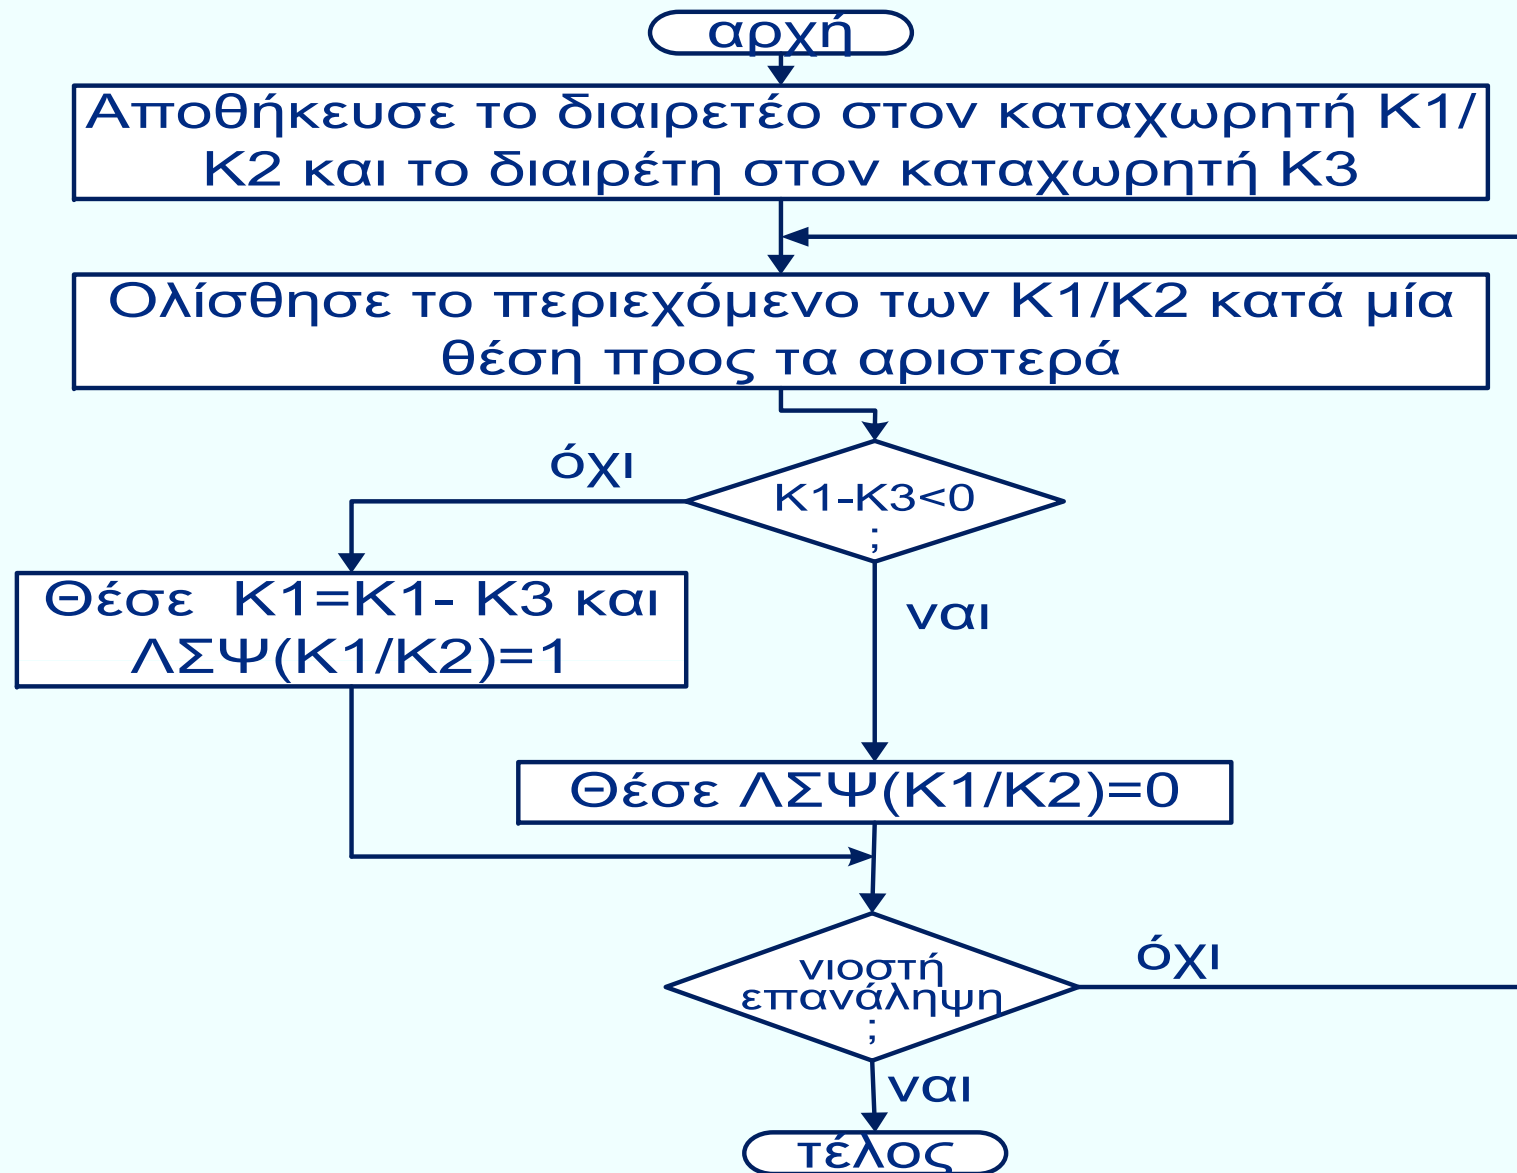 αρχή
Αποθήκευσε το διαιρετέο στον καταχωρητή Κ1/
Κ2 και το διαιρέτη στον καταχωρητή Κ3
Ολίσθησε το περιεχόμενο των Κ1/Κ2 κατά μία
θέση προς τα αριστερά
όχι
Κ1-Κ3<0
;
Θέσε Κ1=Κ1- Κ3 και
ΛΣΨ(Κ1/Κ2)=1
ναι
Θέσε ΛΣΨ(Κ1/Κ2)=0
νιοστή
επανάληψη
;
όχι
ναι
τέλος